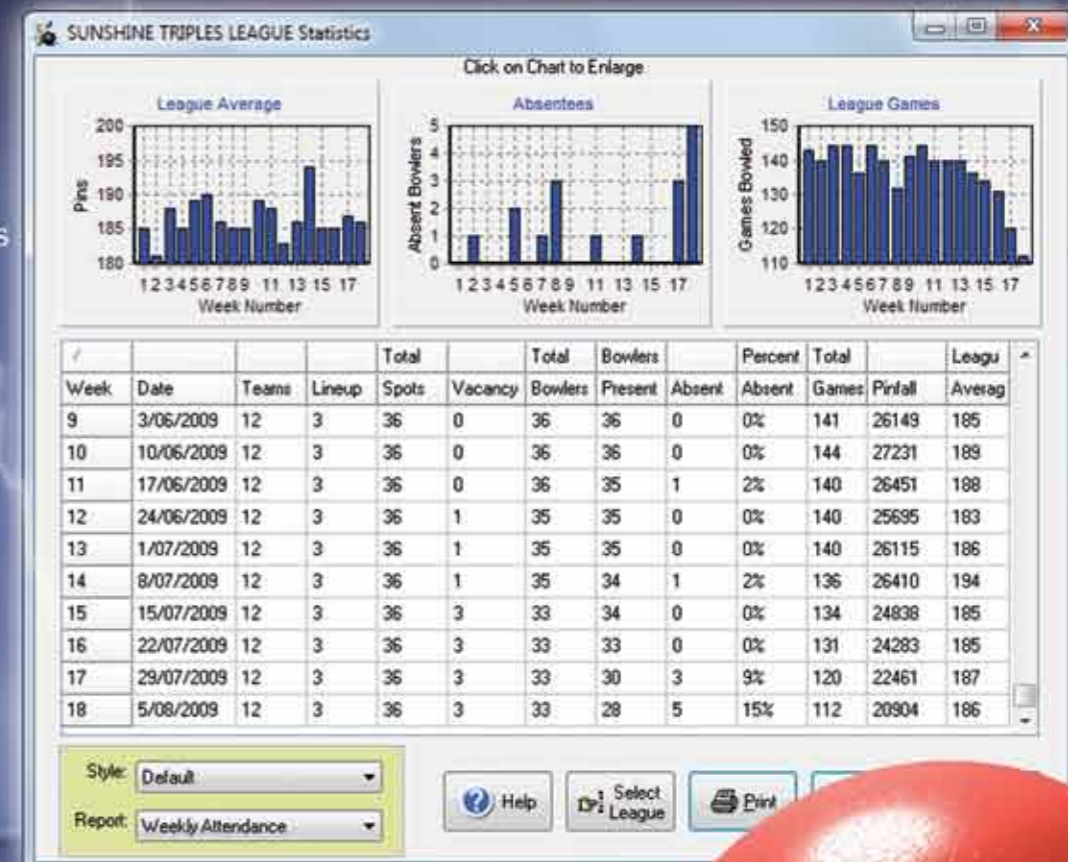 SUNSHINE TRIPLES LEAGUE Statistics
Click on Chart to Enlarge
League Average
200
195
190
185
180
Pins
1 2 3 4 5 6 7 8 9 11 13 15 17
Week Number
Absentees
5
4
3
2
1
0
Absent Bowlers
1 2 3 4 5 6 7 8 9 11 13 15 17
Week Number
League Games
150
140
130
120
110
Games Bowled
1 2 3 4 5 6 8 9 11 13 15 17
Week Number
s
Total Total Bowlers Percent Total Leagu
Week Date Teams Lineup Spots Vacancy Bowlers Present Absent Absent Games Pinfall Averag
9 3/06/2009 12 3 36 0 36 36 0 0% 141 26149 185
10 10/06/2009 12 3 36 0 36 36 0 0% 144 27231 189
11 17/06/2009 12 3 36 0 36 35 1 2% 140 26451 188
12 24/06/2009 12 3 36 1 35 35 0 0% 140 25695 183
13 1/07/2009 12 3 36 1 35 35 0 0% 140 26115 186
14 8/07/2009 12 3 36 1 35 34 1 2% 136 26410 194
15 15/07/2009 12 3 36 3 33 34 0 0% 134 24838 185
16 22/07/2009 12 3 36 3 33 33 0 0% 131 24283 185
17 29/07/2009 12 3 36 3 33 30 3 9% 120 22461 187
18 5/08/2009 12 3 36 3 33 28 5 15% 112 20904 186
Style: Default
Report: Weekly Attendance
Help
Select League
Print